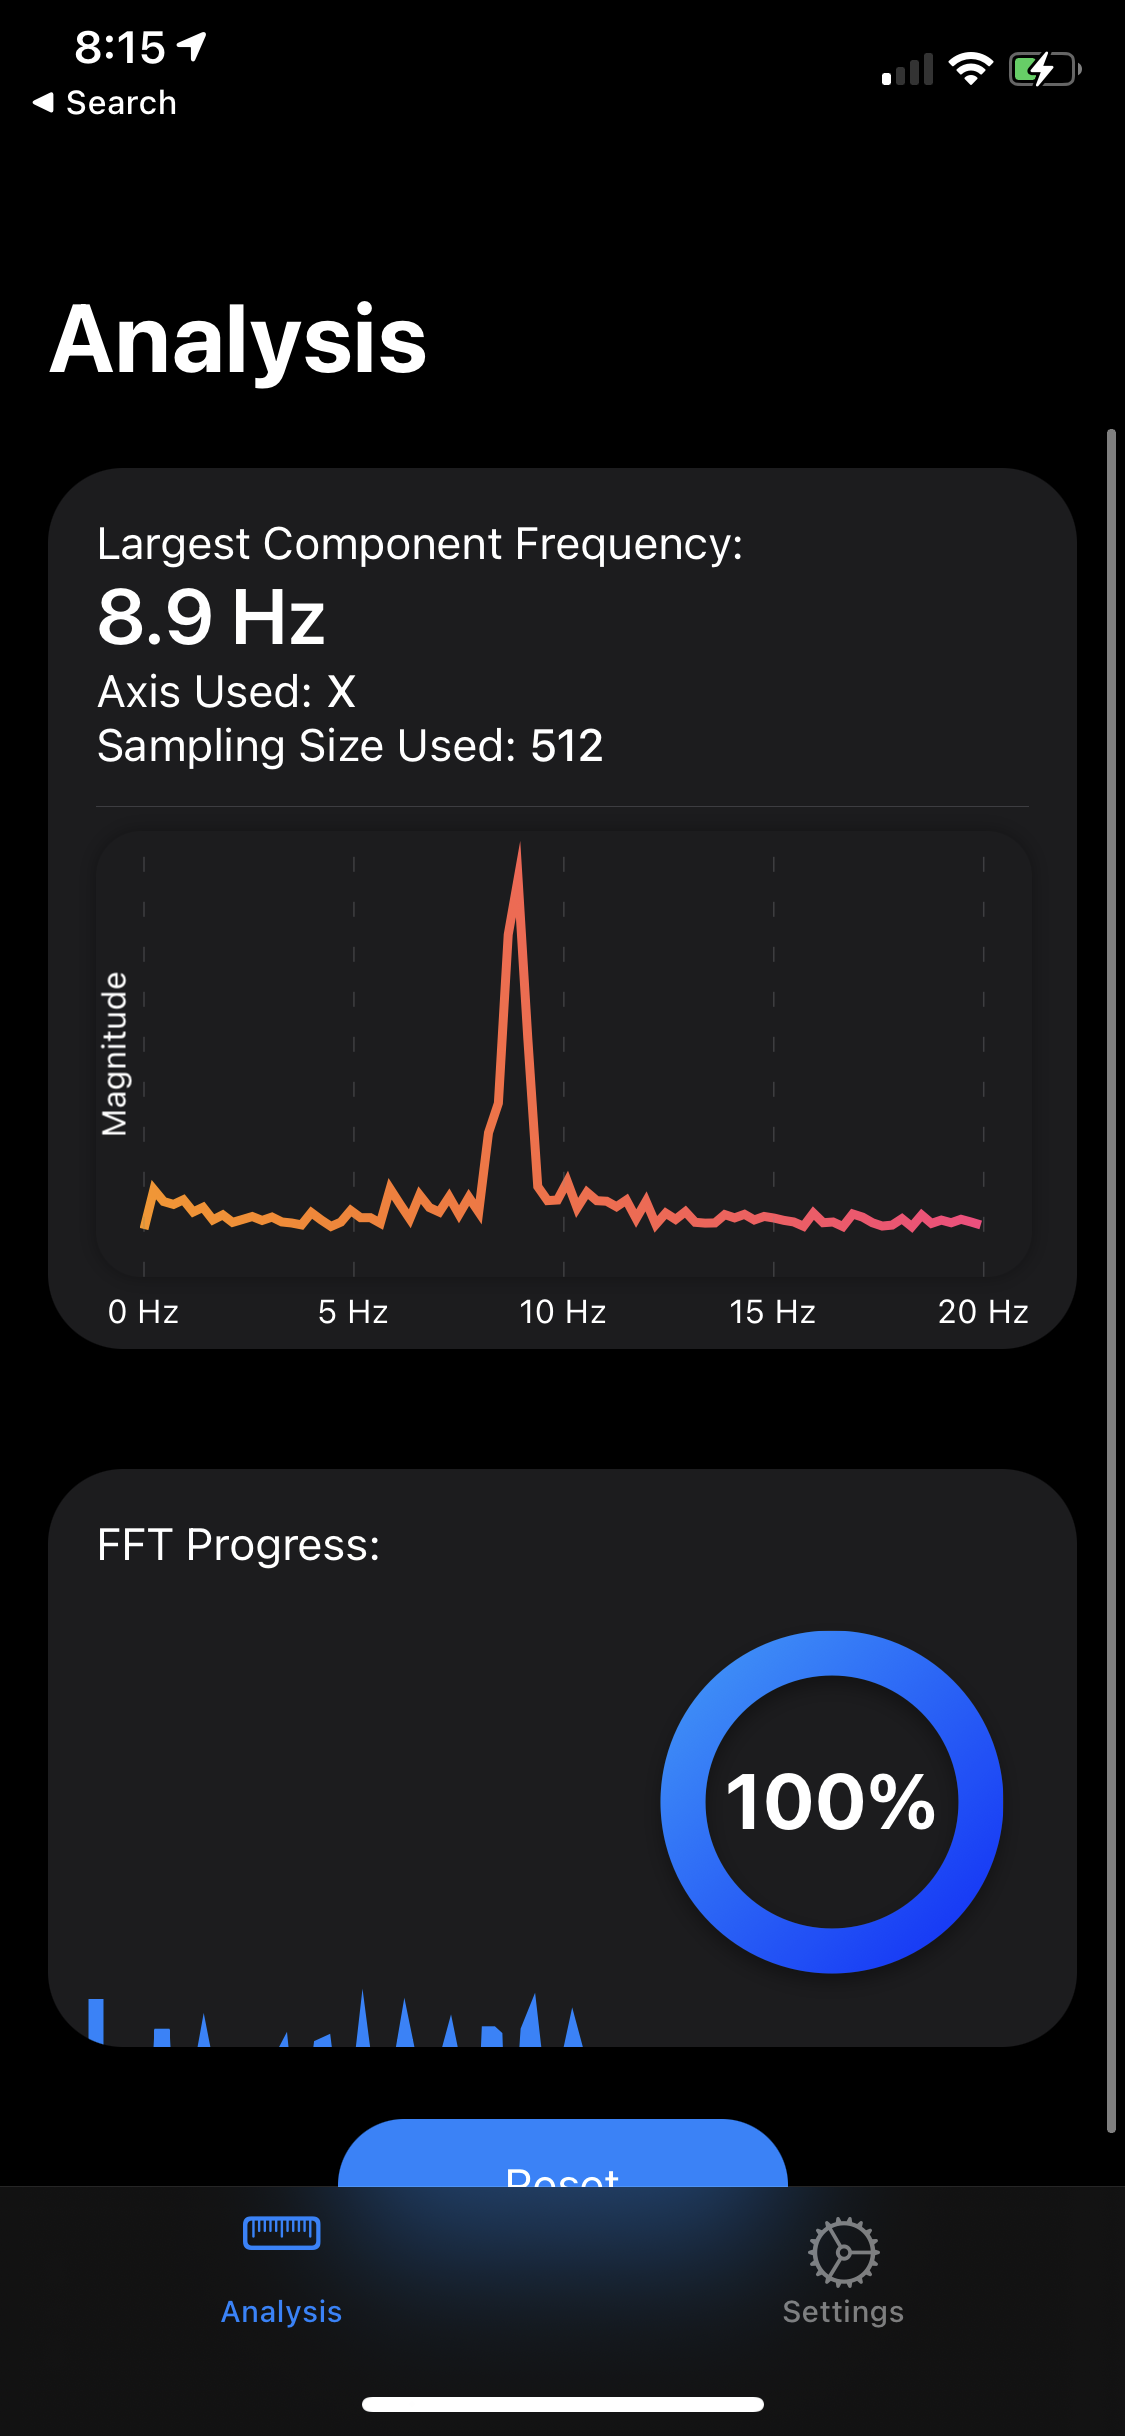 8:15
Search
Analysis
Largest Component Frequency:
8.9 Hz
Axis Used: X
Sampling Size Used: 512
Magnitude
0 Hz 5 Hz 10 Hz 15 Hz 20 Hz
FFT Progress:
100%
Reset
Analysis Settings